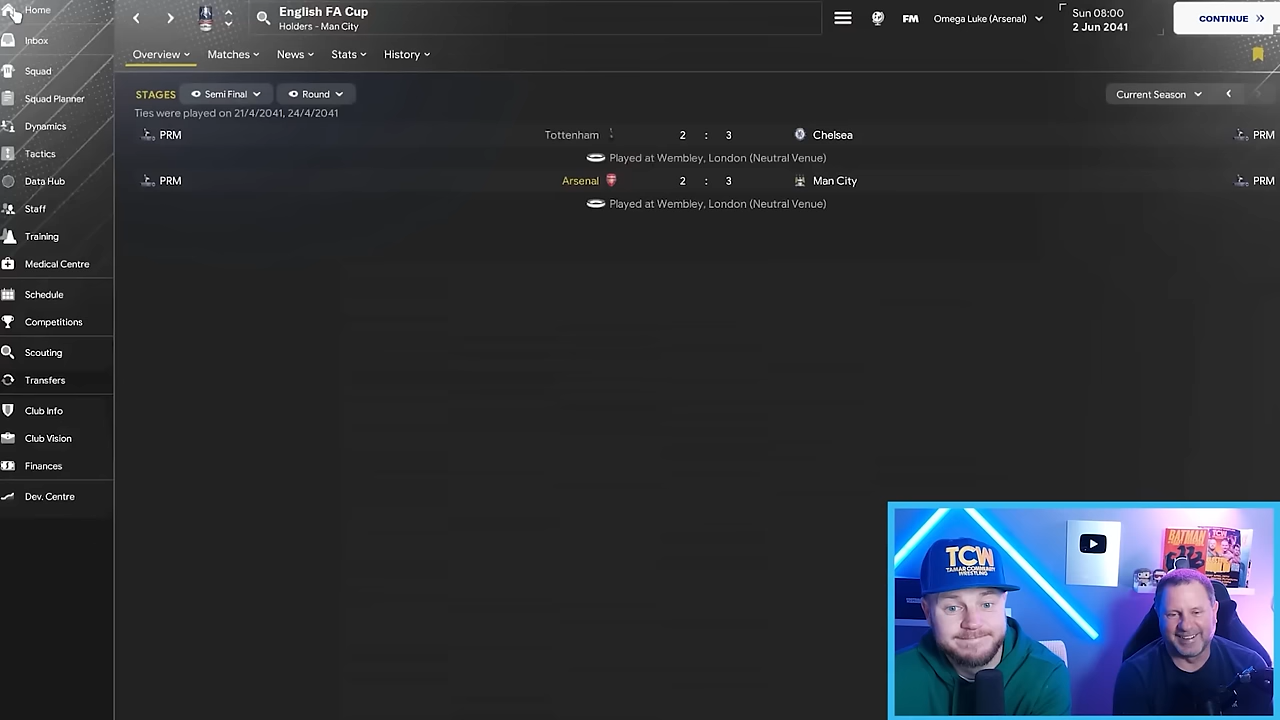 Home
English FA Cup
Holders - Man City
Omega Luke (Arsenal)
Sun 08:00
2 Jun 2041
CONTINUE
FM
Inbox
Overview
Matches
News
Stats
History
Squad
Squad Planner
STAGES
Semi Final
Round
Current Season
Ties were played on 21/4/2041, 24/4/2041
Dynamics
PRM
Tottenham
2 : 3
Chelsea
PRM
Tactics
Played at Wembley, London (Neutral Venue)
Data Hub
PRM
Arsenal
2 : 3
Man City
PRM
Staff
Played at Wembley, London (Neutral Venue)
Training
Medical Centre
Schedule
Competitions
Scouting
Transfers
Club Info
Club Vision
Finances
Dev. Centre
TCW
TAMAR COMMUNITY
WRESTLING
BATMAN